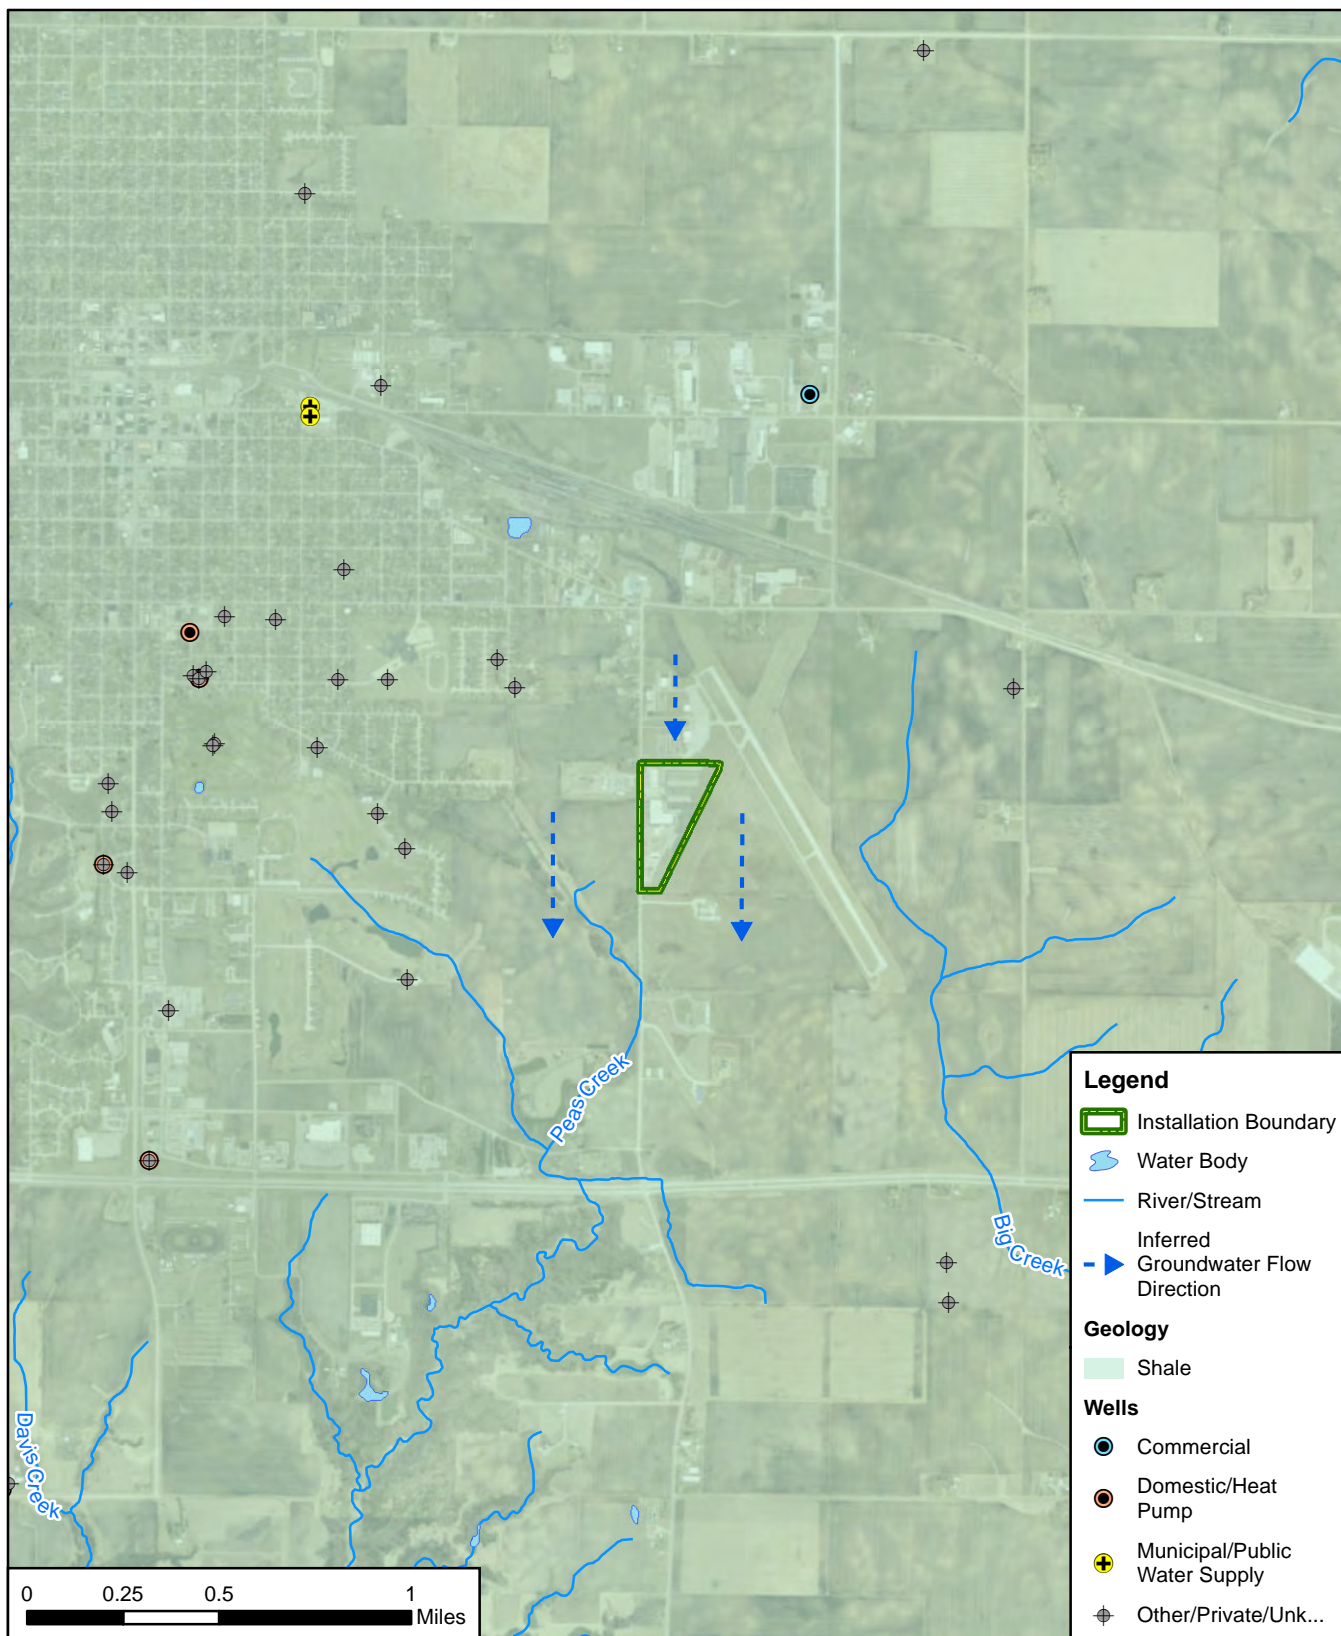 Peas Creek
Big Creek
Davis Creek
Legend
Installation Boundary
Water Body
River/Stream
Inferred
Groundwater Flow
Direction
Geology
Shale
Wells
Commercial
Domestic/Heat
Pump
Municipal/Public
Water Supply
Other/Private/Unk...
0 0.25 0.5 1
Miles